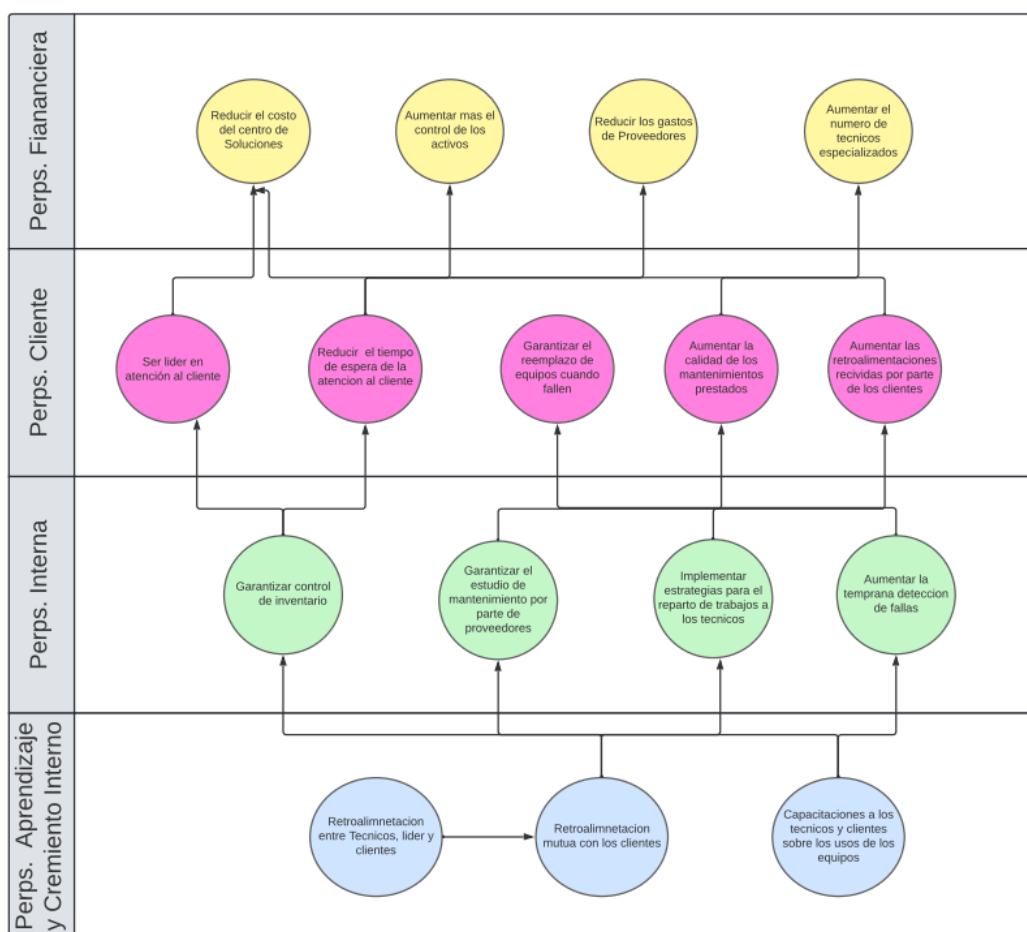 Perps. Fiananciera
Reducir el costo
del centro de
Soluciones
Aumentar mas el
control de los
activos
Reducir los gastos
de Proveedores
Aumentar el
numero de
tecnicos
especializados
Perps. Cliente
Ser lider en
atención al cliente
Reducir el tiempo
de espera de la
atencion al cliente
Garantizar el
reemplazo de
equipos cuando
fallen
Aumentar la
calidad de los
mantenimientos
prestados
Aumentar las
retroalimentaciones
recividas por parte
de los clientes
Perps. Interna
Garantizar control
de inventario
Garantizar el
estudio de
mantenimiento por
parte de
proveedores
Implementar
estrategias para el
reparto de trabajos a
los tecnicos
Aumentar la
temprana deteccion
de fallas
Perps. Aprendizaje
y Cremiento Interno
Retroalimnetacion
entre Tecnicos, lider y
clientes
Retroalimnetacion
mutua con los clientes
Capacitaciones a los
tecnicos y clientes
sobre los usos de los
equipos